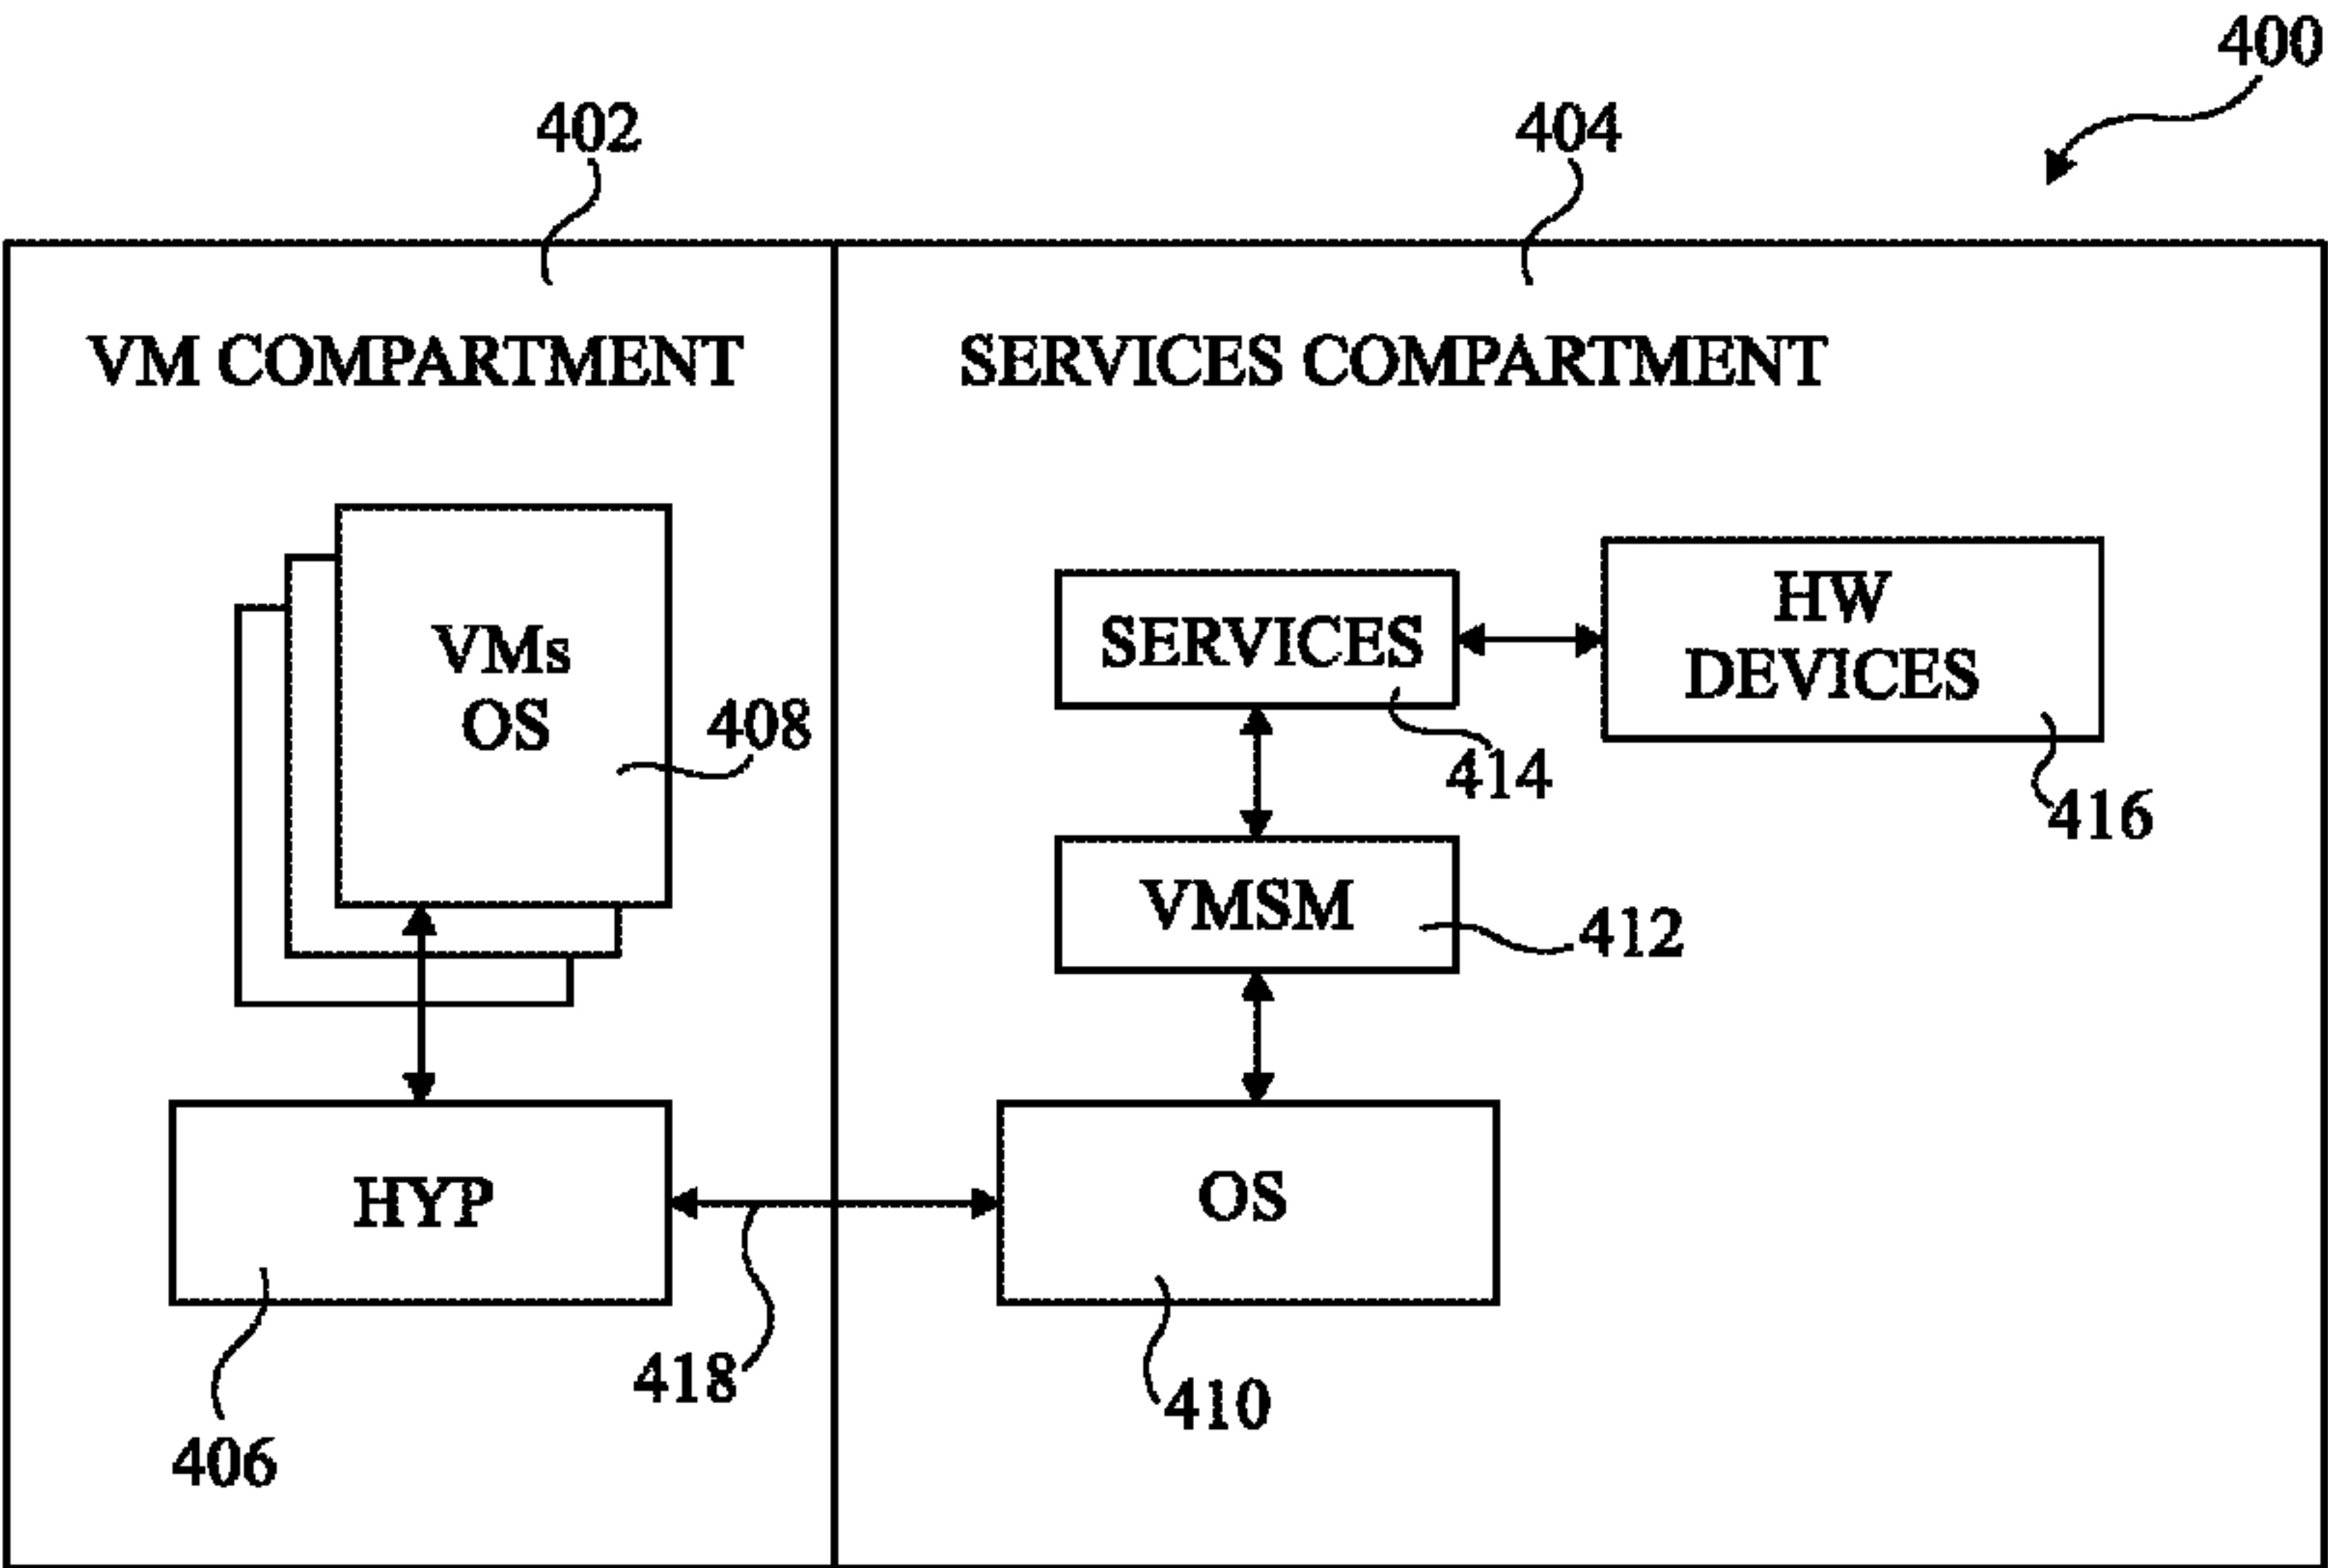 400
402
404
VM COMPARTMENT
SERVICES COMPARTMENT
VMs
OS
408
SERVICES
414
HW
DEVICES
416
VMSM
412
HYP
406
418
OS
410